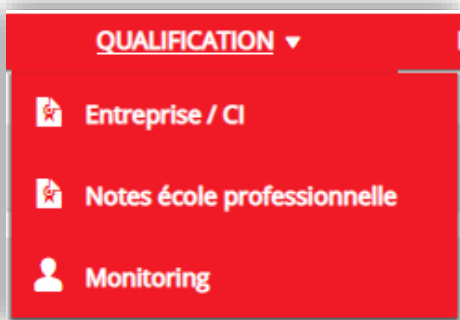 QUALIFICATION
Entreprise / CI
Notes école professionnelle
Monitoring